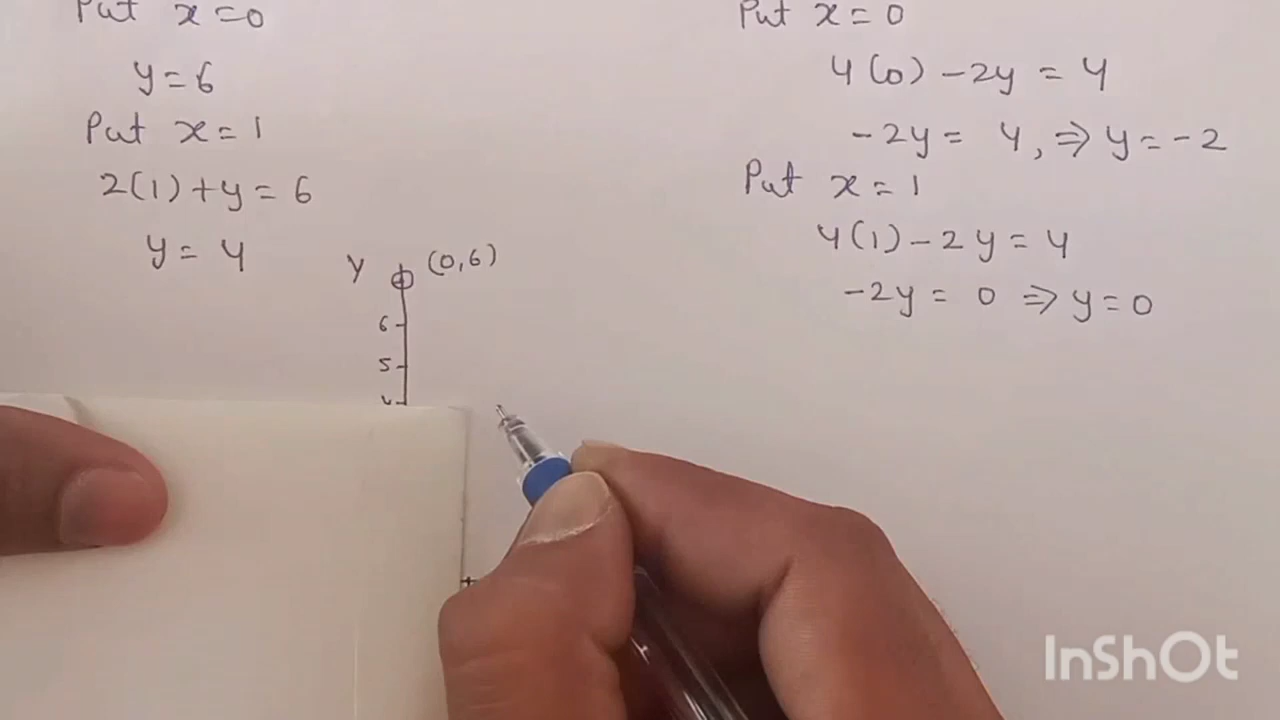 Put x=0
y=6
Put x=1
2(1)+y=6
y=4
Put x=0
4(0)-2y=4
-2y=4, ⇒ y=-2
Put x=1
4(1)-2y=4
-2y=0 ⇒ y=0
Y (0,6)
6
5
InShOt